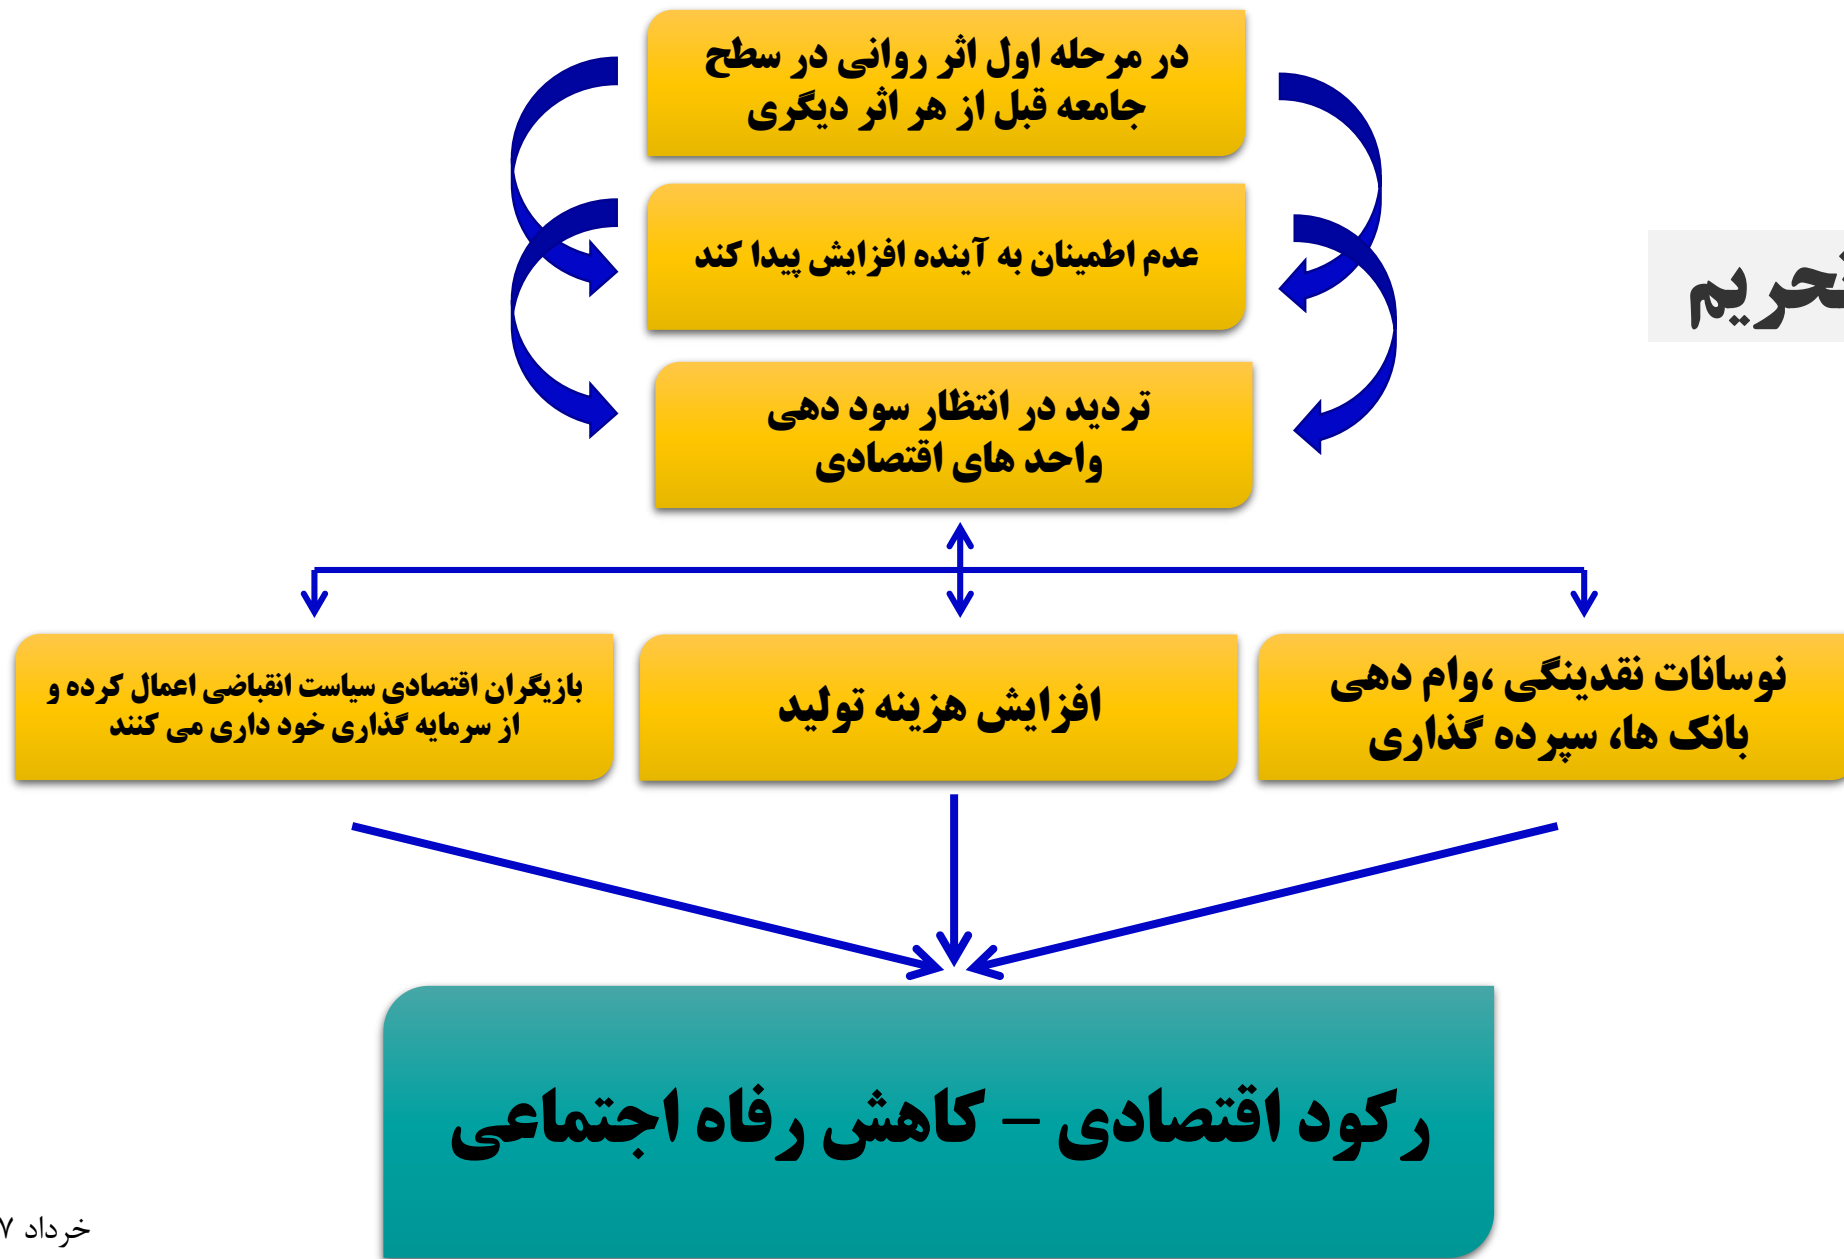 در مرحله اول اثر روانی در سطح
جامعه قبل از هر اثر دیگری
عدم اطمینان به آینده افزایش پیدا کند
تحریم
تردید در انتظار سود دهی
واحد های اقتصادی
نوسانات نقدینگی ،وام دهی
بانک ها، سپرده گذاری
افزایش هزینه تولید
بازیگران اقتصادی سیاست انقباضی اعمال کرده و
از سرمایه گذاری خود داری می کنند
رکود اقتصادی – کاهش رفاه اجتماعی
خرداد ۷